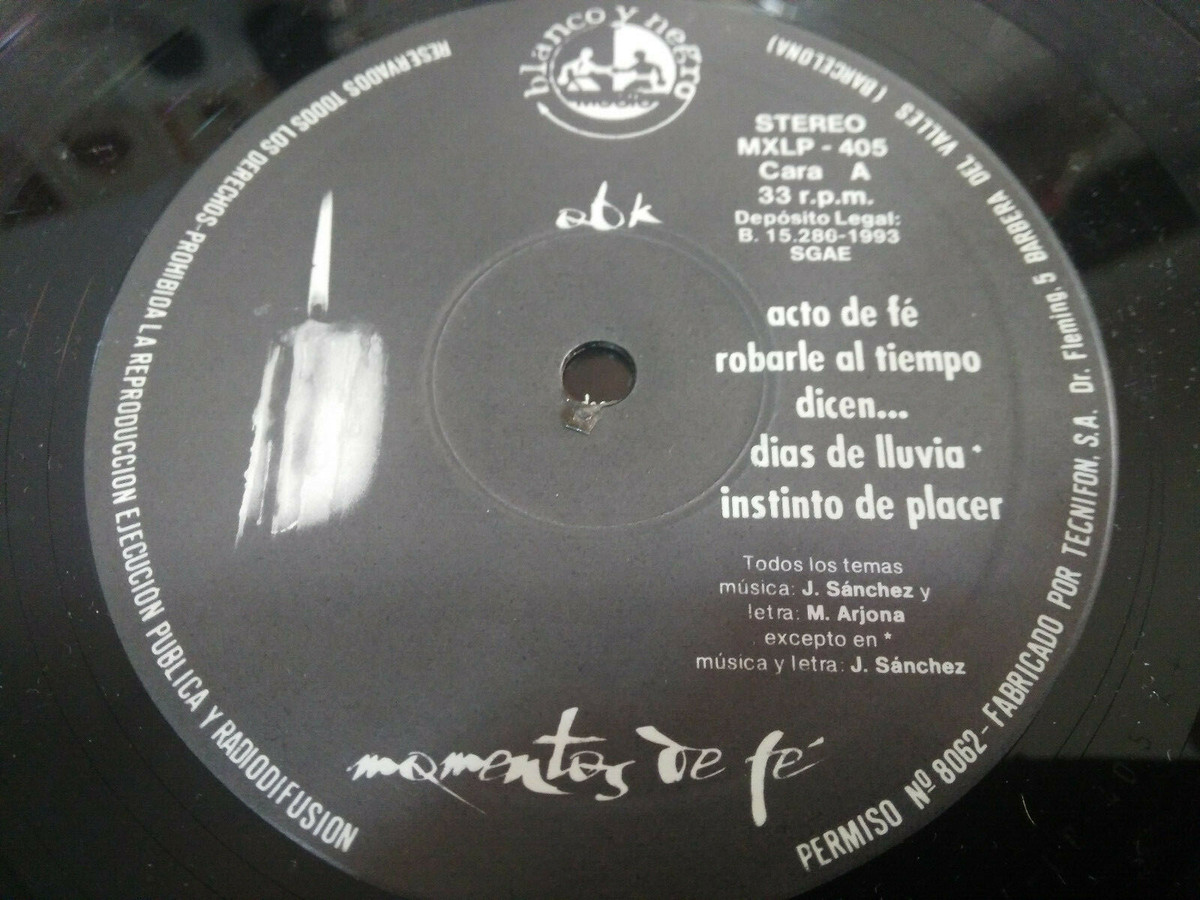 blanco y negro
MUSIC
obk
STEREO
MXLP - 405
Cara A
33 r.p.m.
Depósito Legal:
B. 15.280-1993
SGAE
acto de fé
robarle al tiempo
dicen...
dias de lluvia *
instinto de placer
Todos los temas
música: J. Sánchez y
letra: M. Arjona
excepto en *
música y letra: J. Sánchez
momentos de fé
RESERVADOS TODOS LOS DERECHOS-PROHIBIDA LA REPRODUCCION EJECUCION PUBLICA Y RADIODIFUSION
PERMISO Nº 8062 - FABRICADO POR TECNIFON, S.A. Dr. Fleming, 5 BARBERA DEL VALLES (BARCELONA)